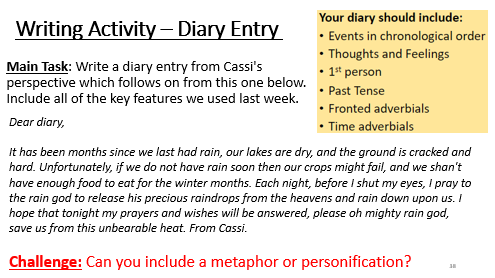 Writing Activity – Diary Entry
Main Task: Write a diary entry from Cassi's
perspective which follows on from this one below.
Include all of the key features we used last week.
Your diary should include:
• Events in chronological order
• Thoughts and Feelings
• 1st person
• Past Tense
• Fronted adverbials
• Time adverbials
Dear diary,
It has been months since we last had rain, our lakes are dry, and the ground is cracked and
hard. Unfortunately, if we do not have rain soon then our crops might fail, and we shan't
have enough food to eat for the winter months. Each night, before I shut my eyes, I pray to
the rain god to release his precious raindrops from the heavens and rain down upon us. I
hope that tonight my prayers and wishes will be answered, please oh mighty rain god,
save us from this unbearable heat. From Cassi.
Challenge: Can you include a metaphor or personification?